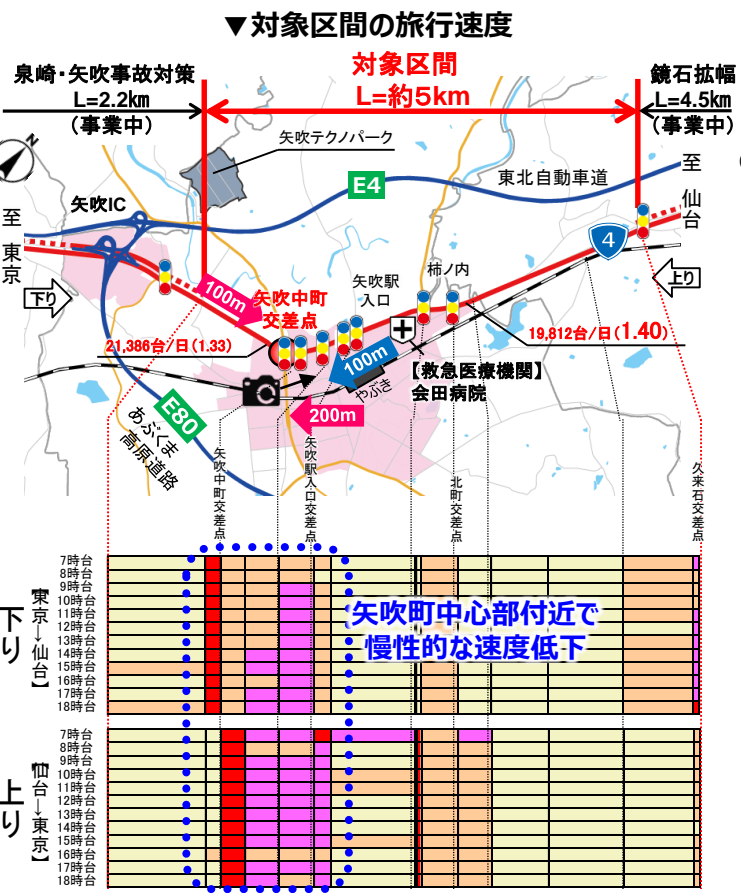 ▼対象区間の旅行速度
泉崎・矢吹事故対策
L=2.2km
(事業中)
対象区間
L=約5km
鏡石拡幅
L=4.5km
(事業中)
N
矢吹テクノパーク
E4
東北自動車道
至
仙台
矢吹IC
至
東京
4
下り
上り
100m
矢吹中町
交差点
矢吹駅
入口
柿ノ内
21,386台/日(1.33)
19,812台/日(1.40)
100m
【救急医療機関】
会田病院
やぶき
200m
E80
あぶくま
高原道路
矢吹中町交差点
矢吹駅入口交差点
北町交差点
久来石交差点
下り
【東京→仙台】
7時台
8時台
9時台
10時台
11時台
12時台
13時台
14時台
15時台
16時台
17時台
18時台
矢吹町中心部付近で
慢性的な速度低下
上り
【仙台→東京】
7時台
8時台
9時台
10時台
11時台
12時台
13時台
14時台
15時台
16時台
17時台
18時台